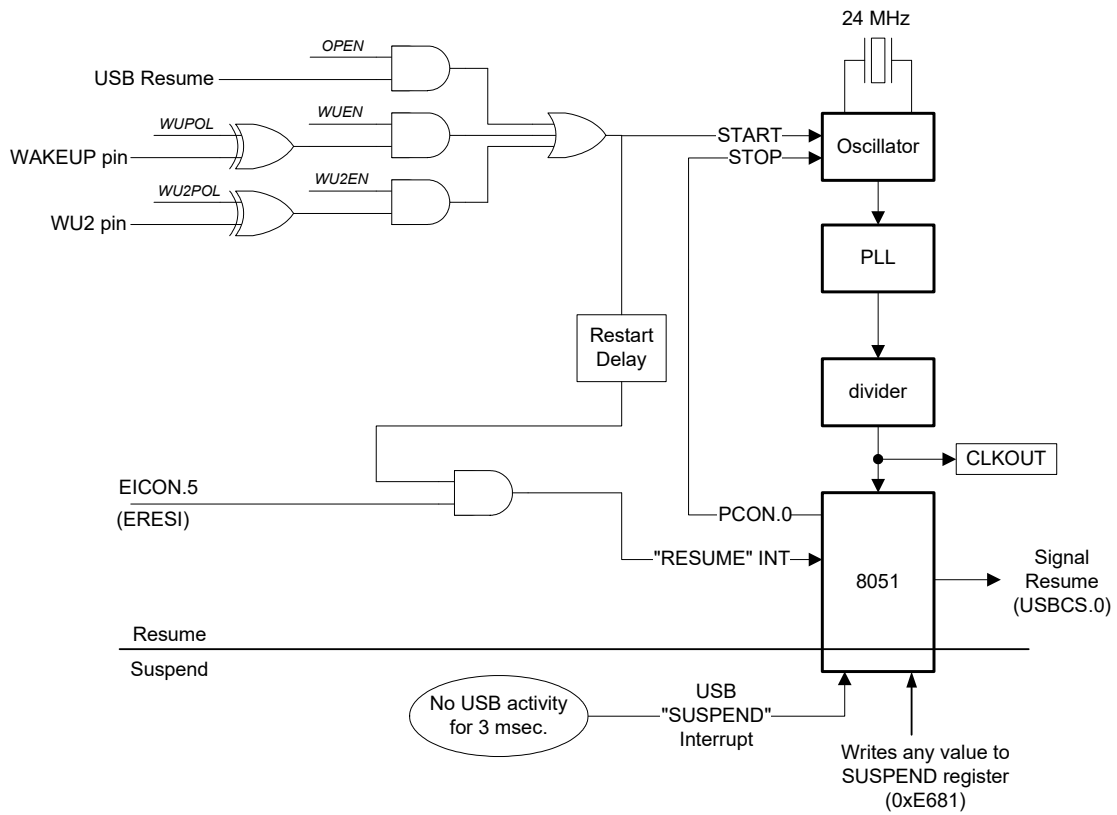 24 MHz
OPEN
USB Resume
WUPOL
WUEN
WAKEUP pin
START
STOP
Oscillator
WU2POL
WU2EN
WU2 pin
PLL
Restart
Delay
divider
CLKOUT
EICON.5
(ERESI)
PCON.0
"RESUME" INT
8051
Signal
Resume
(USBCS.0)
Resume
Suspend
No USB activity
for 3 msec.
USB
"SUSPEND"
Interrupt
Writes any value to
SUSPEND register
(0xE681)